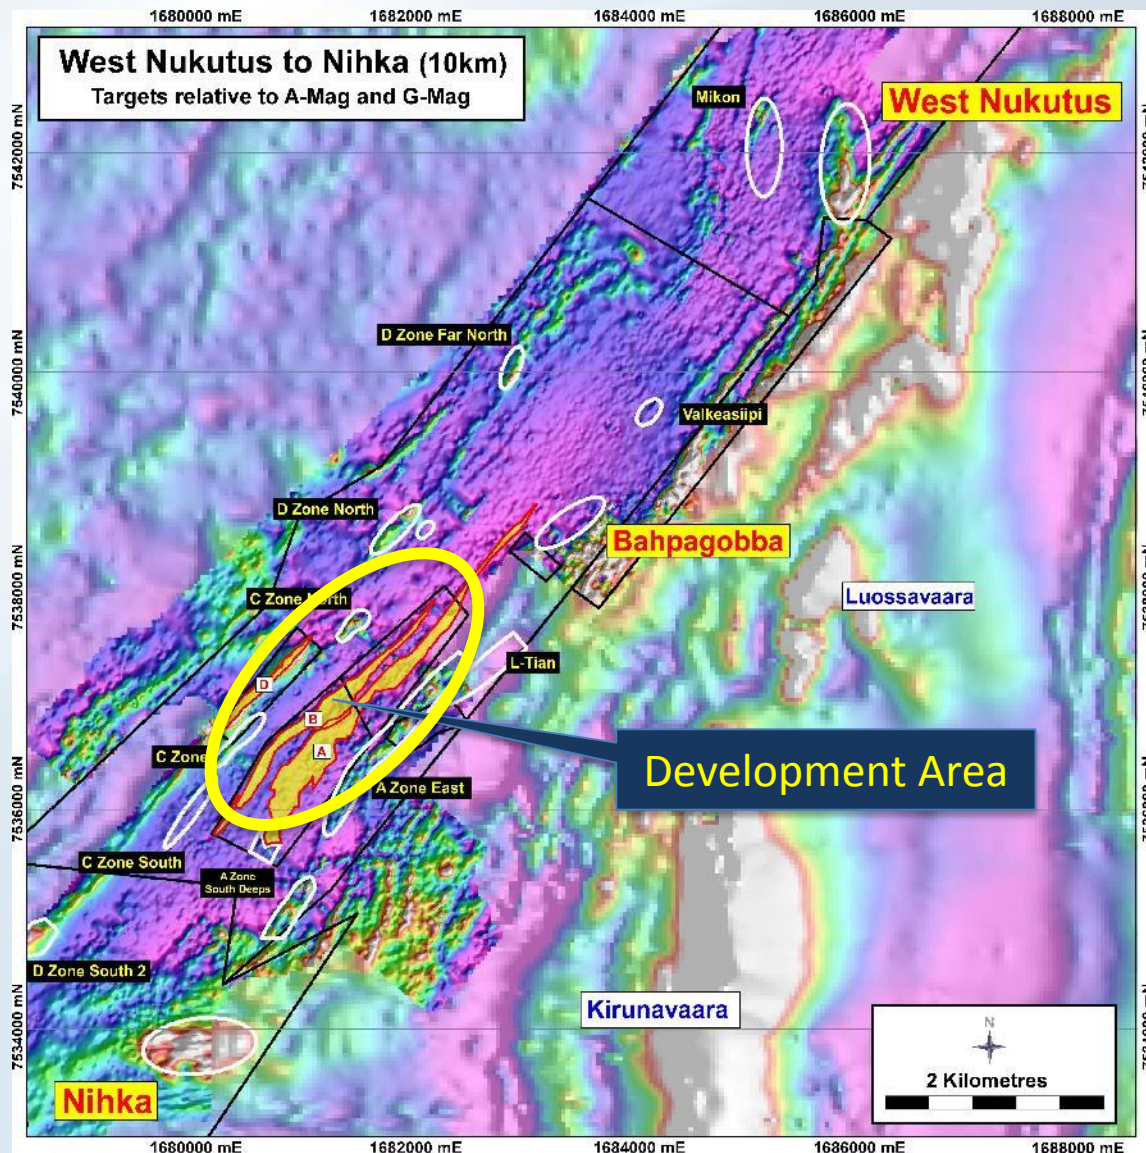 1680000 mE
1682000 mE
1684000 mE
1686000 mE
1688000 mE
West Nukutus to Nihka (10km)
Targets relative to A-Mag and G-Mag
Mikon
West Nukutus
7542000 mN
D Zone Far North
7540000 mN
Valkeasiipi
D Zone North
Bahpagobba
7538000 mN
C Zone North
Luossavaara
L-Tian
D
B
A
C Zone
Development Area
A Zone East
7536000 mN
C Zone South
A Zone
South Deeps
D Zone South 2
Kirunavaara
7534000 mN
N
2 Kilometres
Nihka
1680000 mE
1682000 mE
1684000 mE
1686000 mE
1688000 mE